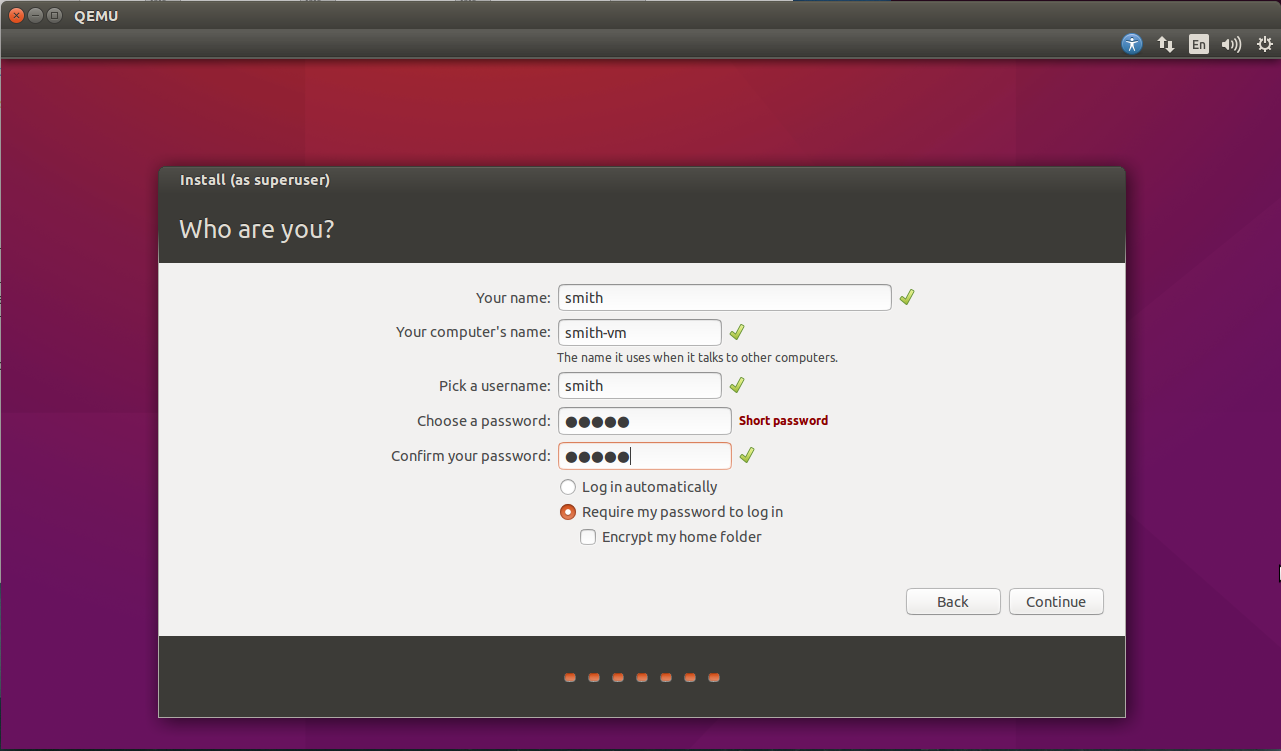 QEMU
En
Install (as superuser)
Who are you?
Your name: smith
Your computer's name: smith-vm
The name it uses when it talks to other computers.
Pick a username: smith
Choose a password: ●●●●● Short password
Confirm your password: ●●●●●
Log in automatically
Require my password to log in
Encrypt my home folder
Back Continue